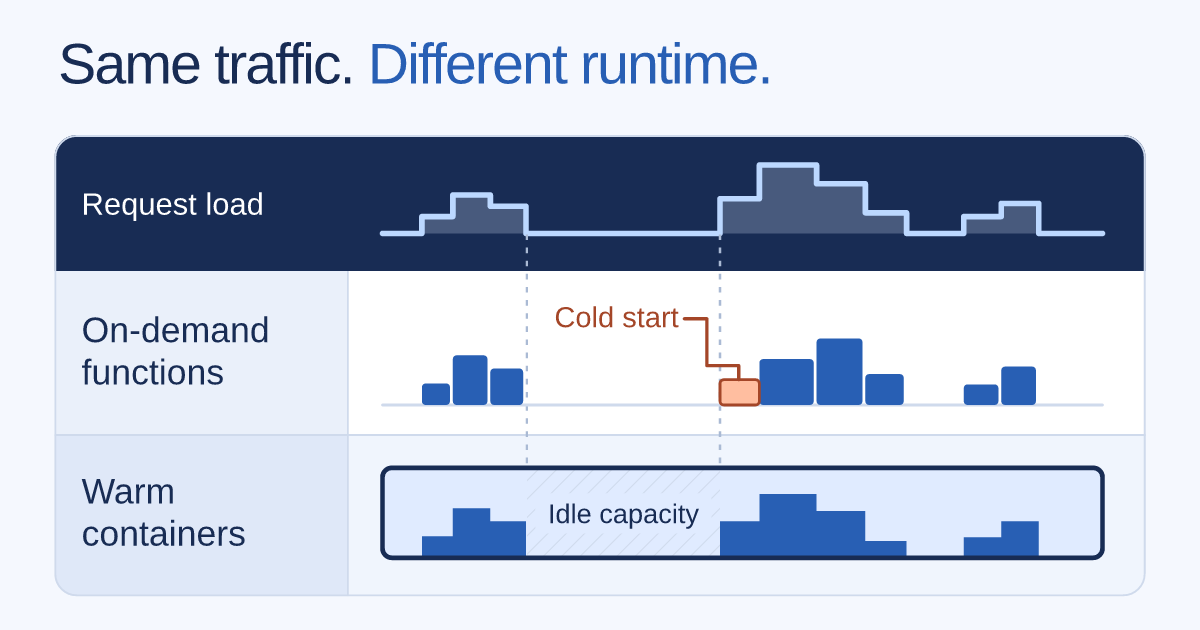 Same traffic. Different runtime.
Request load
On-demand
functions
Cold start
Warm
containers
Idle capacity